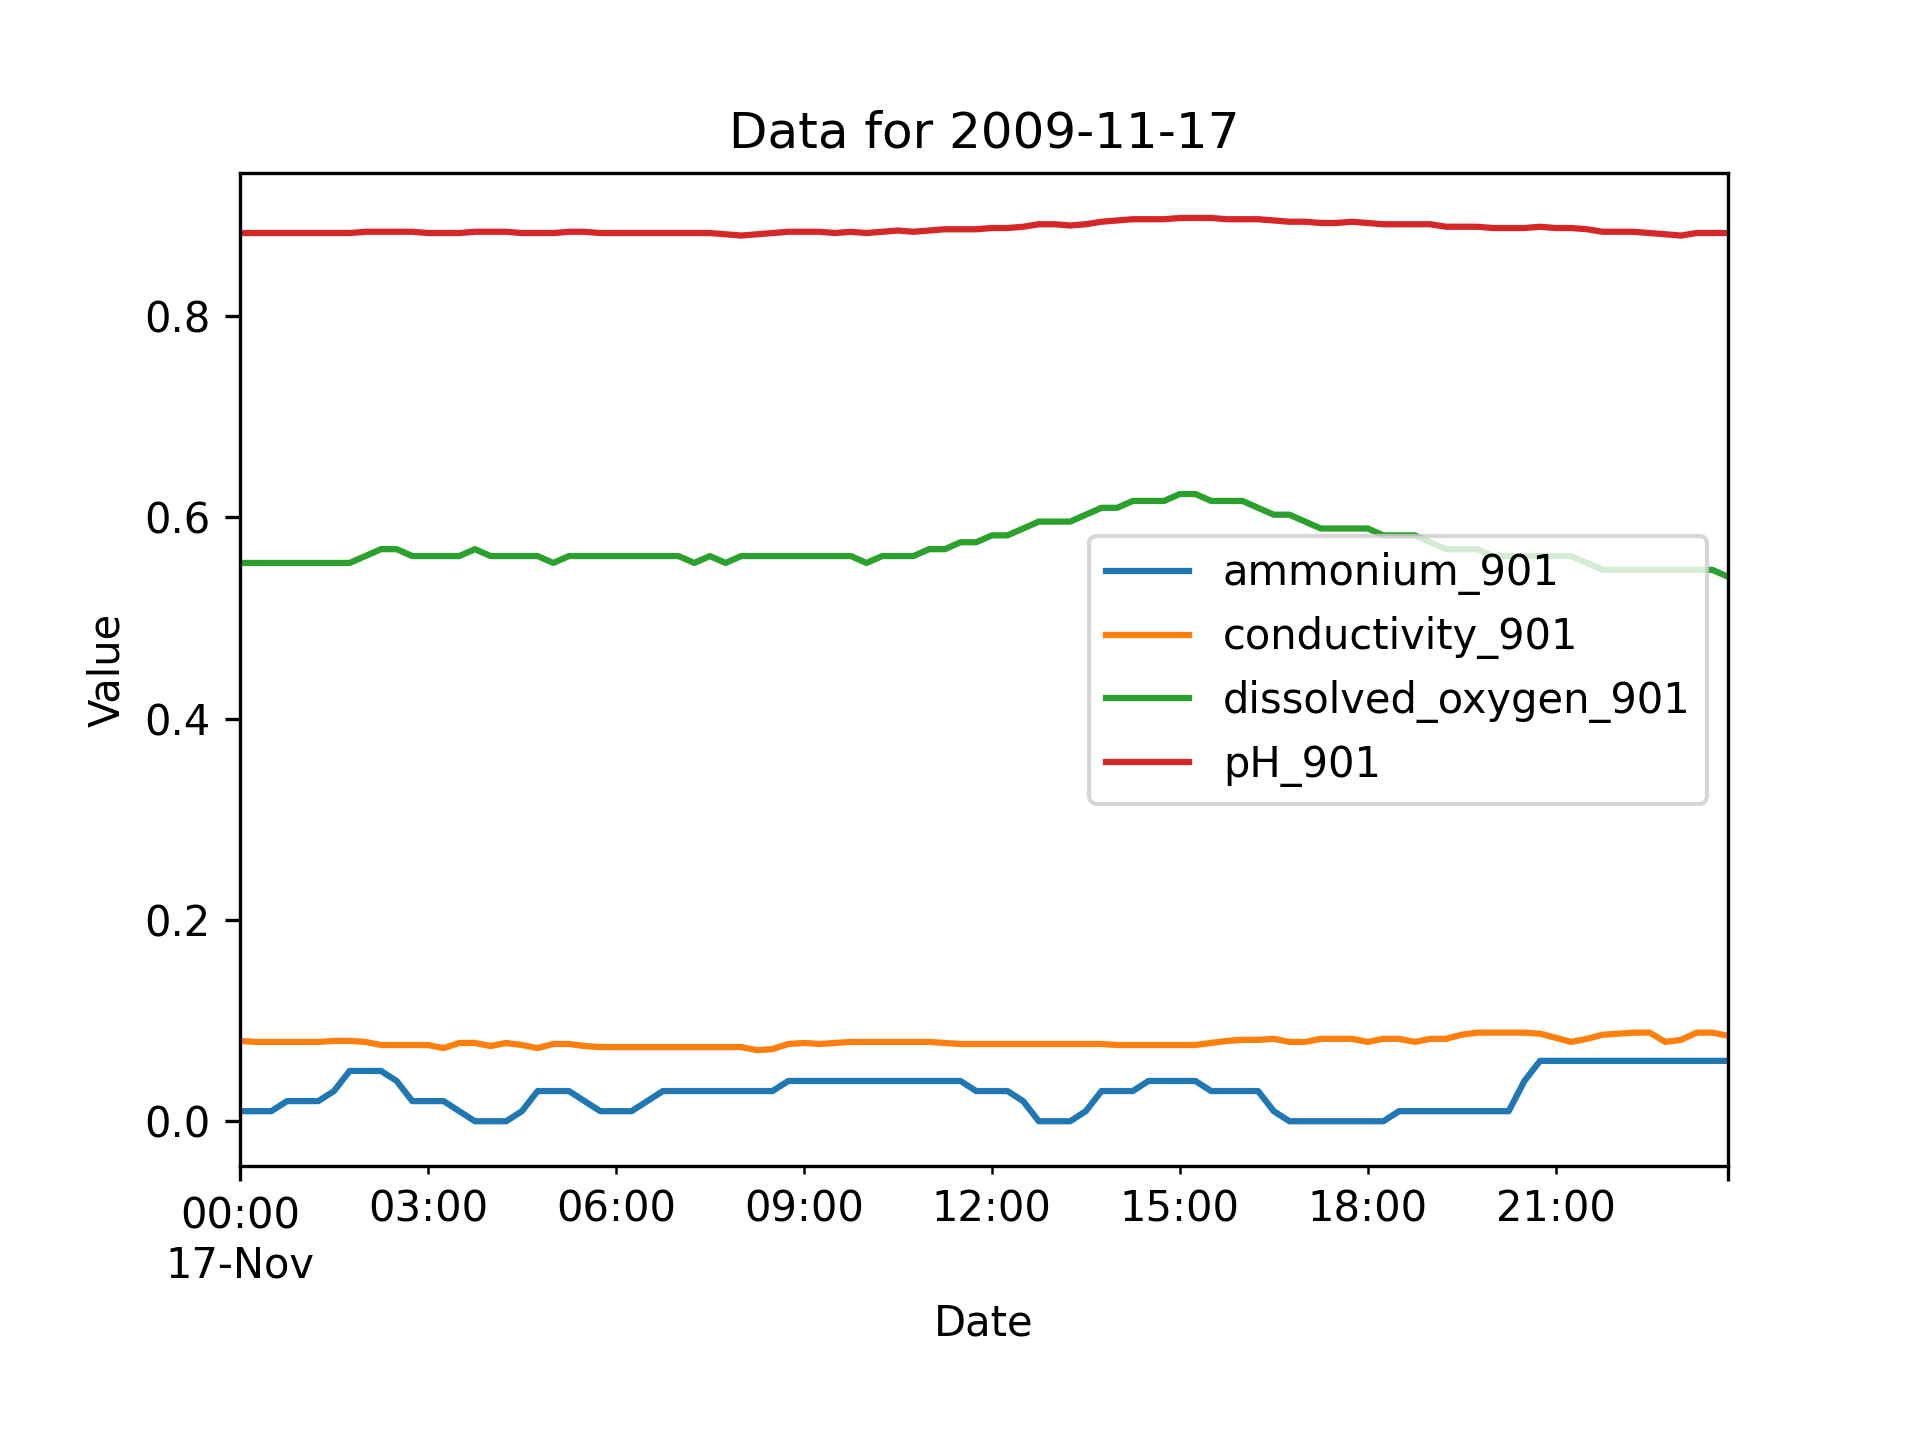 Data for 2009-11-17
Value
0.8
0.6
0.4
0.2
0.0
ammonium_901
conductivity_901
dissolved_oxygen_901
pH_901
00:00 03:00 06:00 09:00 12:00 15:00 18:00 21:00
17-Nov
Date